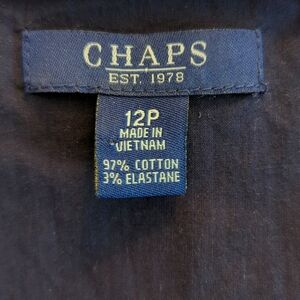 CHAPS
EST. 1978
12P
MADE IN
VIETNAM
97% COTTON
3% ELASTANE